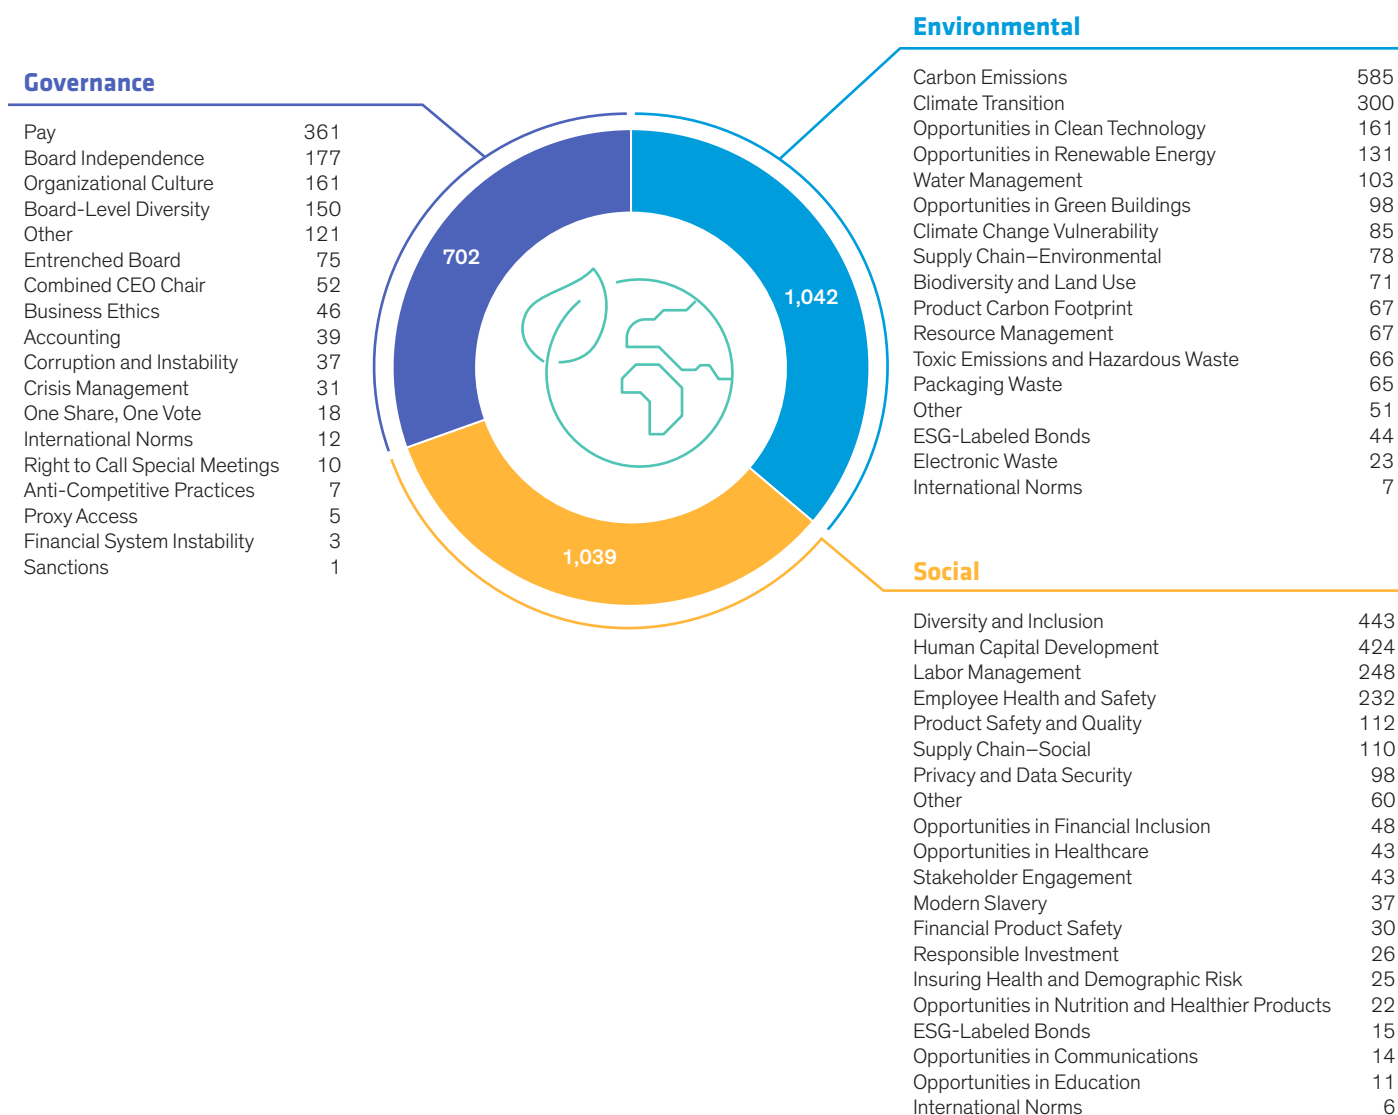 Governance
Pay 361
Board Independence 177
Organizational Culture 161
Board-Level Diversity 150
Other 121
Entrenched Board 75
Combined CEO Chair 52
Business Ethics 46
Accounting 39
Corruption and Instability 37
Crisis Management 31
One Share, One Vote 18
International Norms 12
Right to Call Special Meetings 10
Anti-Competitive Practices 7
Proxy Access 5
Financial System Instability 3
Sanctions 1
702
1,042
1,039
Environmental
Carbon Emissions 585
Climate Transition 300
Opportunities in Clean Technology 161
Opportunities in Renewable Energy 131
Water Management 103
Opportunities in Green Buildings 98
Climate Change Vulnerability 85
Supply Chain–Environmental 78
Biodiversity and Land Use 71
Product Carbon Footprint 67
Resource Management 67
Toxic Emissions and Hazardous Waste 66
Packaging Waste 65
Other 51
ESG-Labeled Bonds 44
Electronic Waste 23
International Norms 7
Social
Diversity and Inclusion 443
Human Capital Development 424
Labor Management 248
Employee Health and Safety 232
Product Safety and Quality 112
Supply Chain–Social 110
Privacy and Data Security 98
Other 60
Opportunities in Financial Inclusion 48
Opportunities in Healthcare 43
Stakeholder Engagement 43
Modern Slavery 37
Financial Product Safety 30
Responsible Investment 26
Insuring Health and Demographic Risk 25
Opportunities in Nutrition and Healthier Products 22
ESG-Labeled Bonds 15
Opportunities in Communications 14
Opportunities in Education 11
International Norms 6